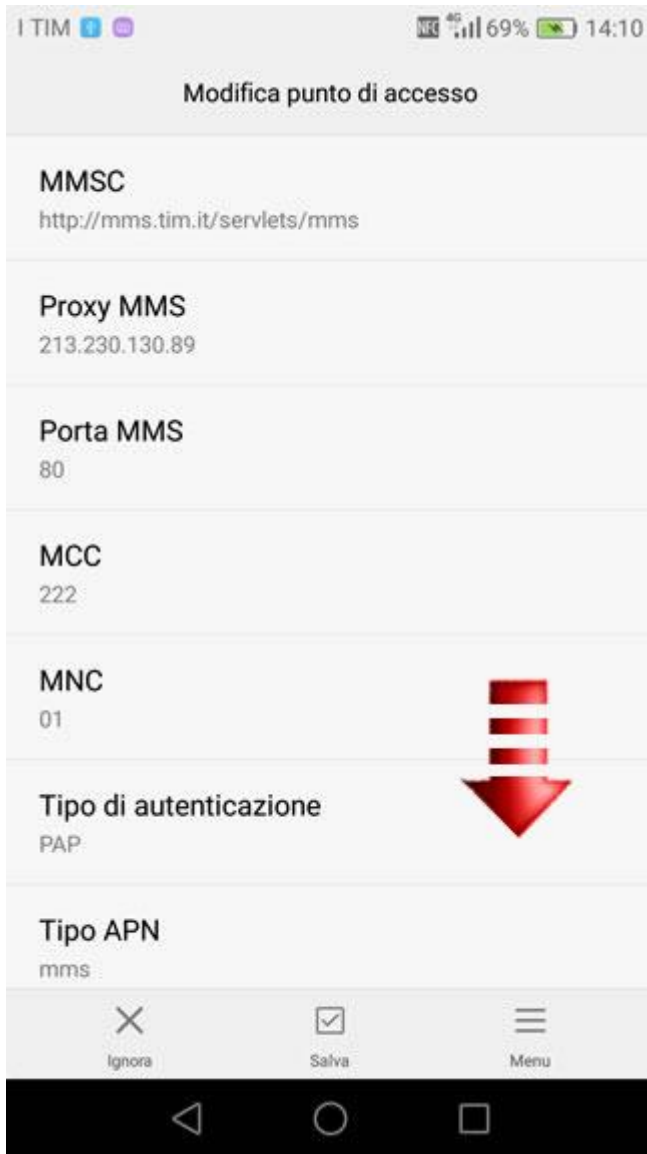 I TIM NFC 4G 69% 14:10
Modifica punto di accesso
MMSC
http://mms.tim.it/servlets/mms
Proxy MMS
213.230.130.89
Porta MMS
80
MCC
222
MNC
01
Tipo di autenticazione
PAP
Tipo APN
mms
Ignora Salva Menu